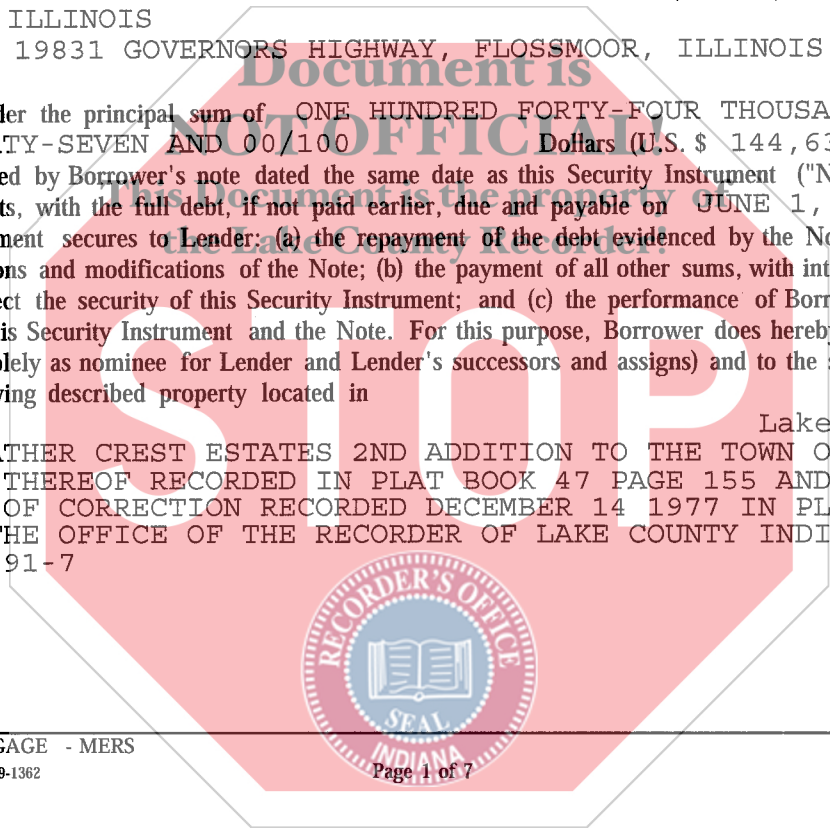 ILLINOIS
19831 GOVERNORS HIGHWAY, FLOSSMOOR, ILLINOIS
Document is
der the principal sum of ONE HUNDRED FORTY-FOUR THOUSA
NOT OFFICIAL!
TY-SEVEN AND 00/100 Dollars (U.S. $ 144,63
ed by Borrower's note dated the same date as this Security Instrument ("N
This Document is the property of
ts, with the full debt, if not paid earlier, due and payable on JUNE 1,
ment secures to Lender: (a) the repayment of the debt evidenced by the No
the Lake County Recorder!
ons and modifications of the Note; (b) the payment of all other sums, with int
ect the security of this Security Instrument; and (c) the performance of Borr
is Security Instrument and the Note. For this purpose, Borrower does hereby
olely as nominee for Lender and Lender's successors and assigns) and to the s
ving described property located in
STOP
Lake
ATHER CREST ESTATES 2ND ADDITION TO THE TOWN O
THEREOF RECORDED IN PLAT BOOK 47 PAGE 155 AND
OF CORRECTION RECORDED DECEMBER 14 1977 IN PL
THE OFFICE OF THE RECORDER OF LAKE COUNTY INDI
91-7
RECORDER'S OFFICE
SEAL
INDIANA
GAGE - MERS
9-1362 Page 1 of 7